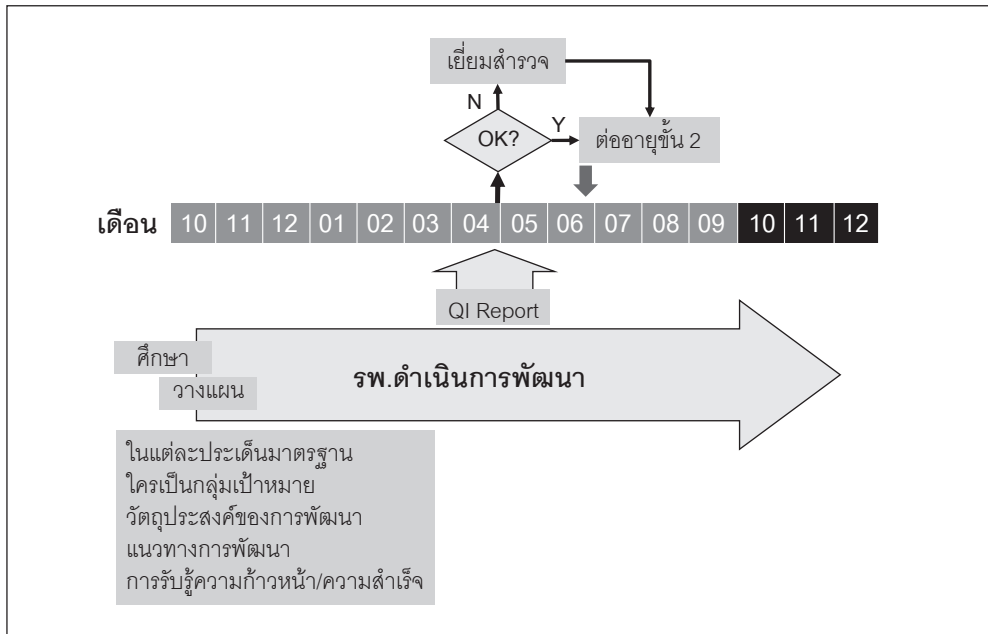 เยี่ยมสำรวจ
N
OK?
Y
ต่ออายุขั้น 2
เดือน 10 11 12 01 02 03 04 05 06 07 08 09 10 11 12
QI Report
ศึกษา
วางแผน
รพ.ดำเนินการพัฒนา
ในแต่ละประเด็นมาตรฐาน
ใครเป็นกลุ่มเป้าหมาย
วัตถุประสงค์ของการพัฒนา
แนวทางการพัฒนา
การรับรู้ความก้าวหน้า/ความสำเร็จ